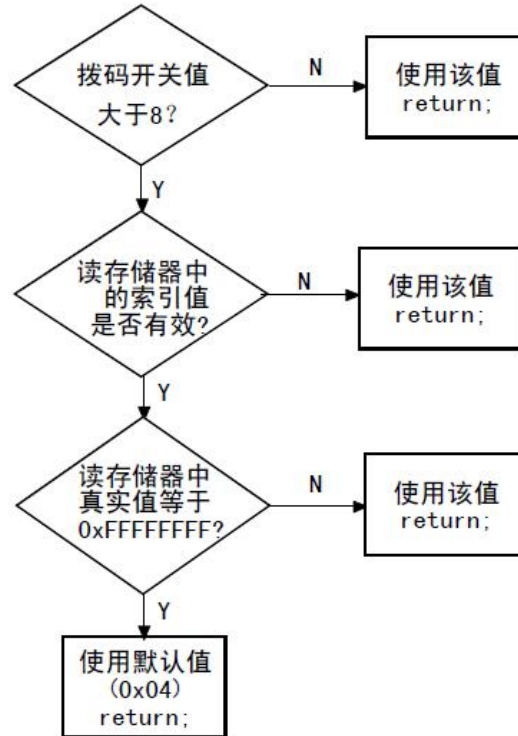 拨码开关值
大于8？
N
使用该值
return;
Y
读存储器中
的索引值
是否有效?
N
使用该值
return;
Y
读存储器中
真实值等于
0xFFFFFFFF?
N
使用该值
return;
Y
使用默认值
(0x04)
return;